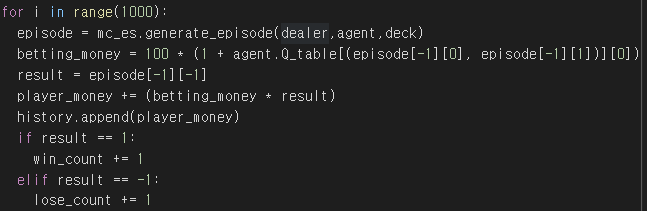 for i in range(1000):
  episode = mc_es.generate_episode(dealer,agent,deck)
  betting_money = 100 * (1 + agent.Q_table[(episode[-1][0], episode[-1][1])][0])
  result = episode[-1][-1]
  player_money += (betting_money * result)
  history.append(player_money)
  if result == 1:
    win_count += 1
  elif result == -1:
    lose_count += 1